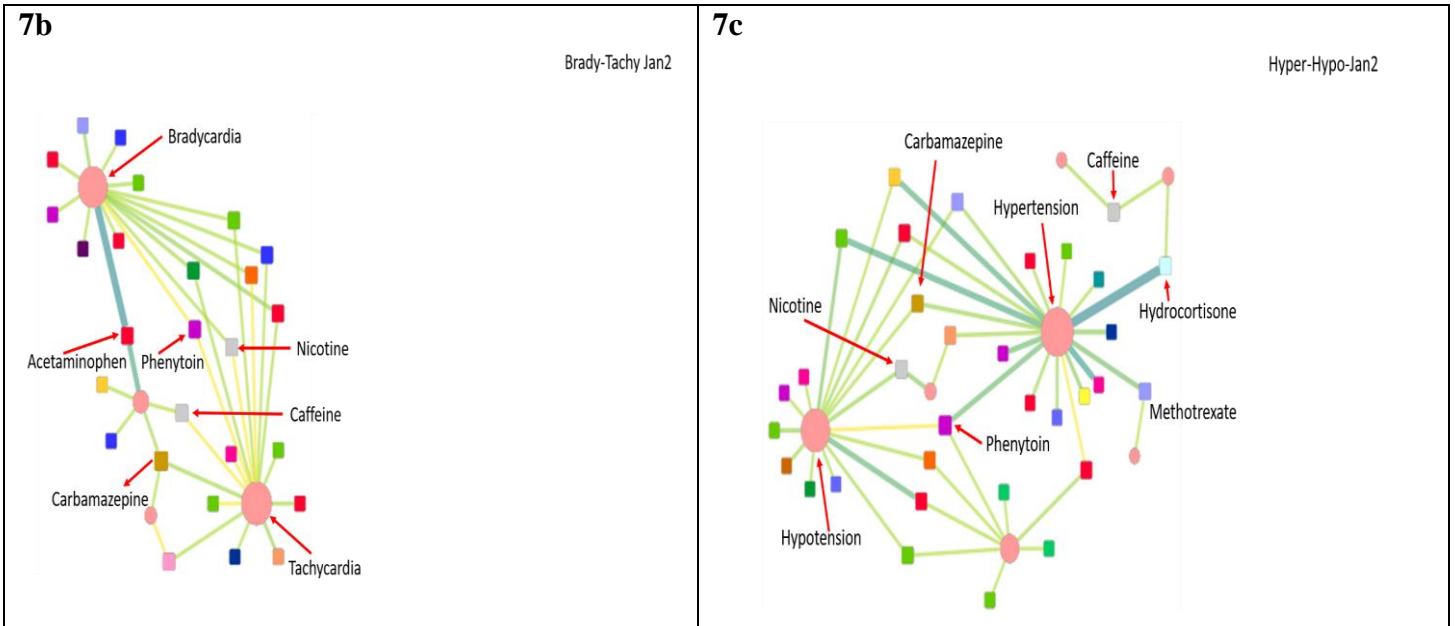 7b
Brady-Tachy Jan2
Bradycardia
Acetaminophen
Phenytoin
Nicotine
Caffeine
Carbamazepine
Tachycardia
7c
Hyper-Hypo-Jan2
Carbamazepine
Caffeine
Hypertension
Nicotine
Hydrocortisone
Methotrexate
Phenytoin
Hypotension